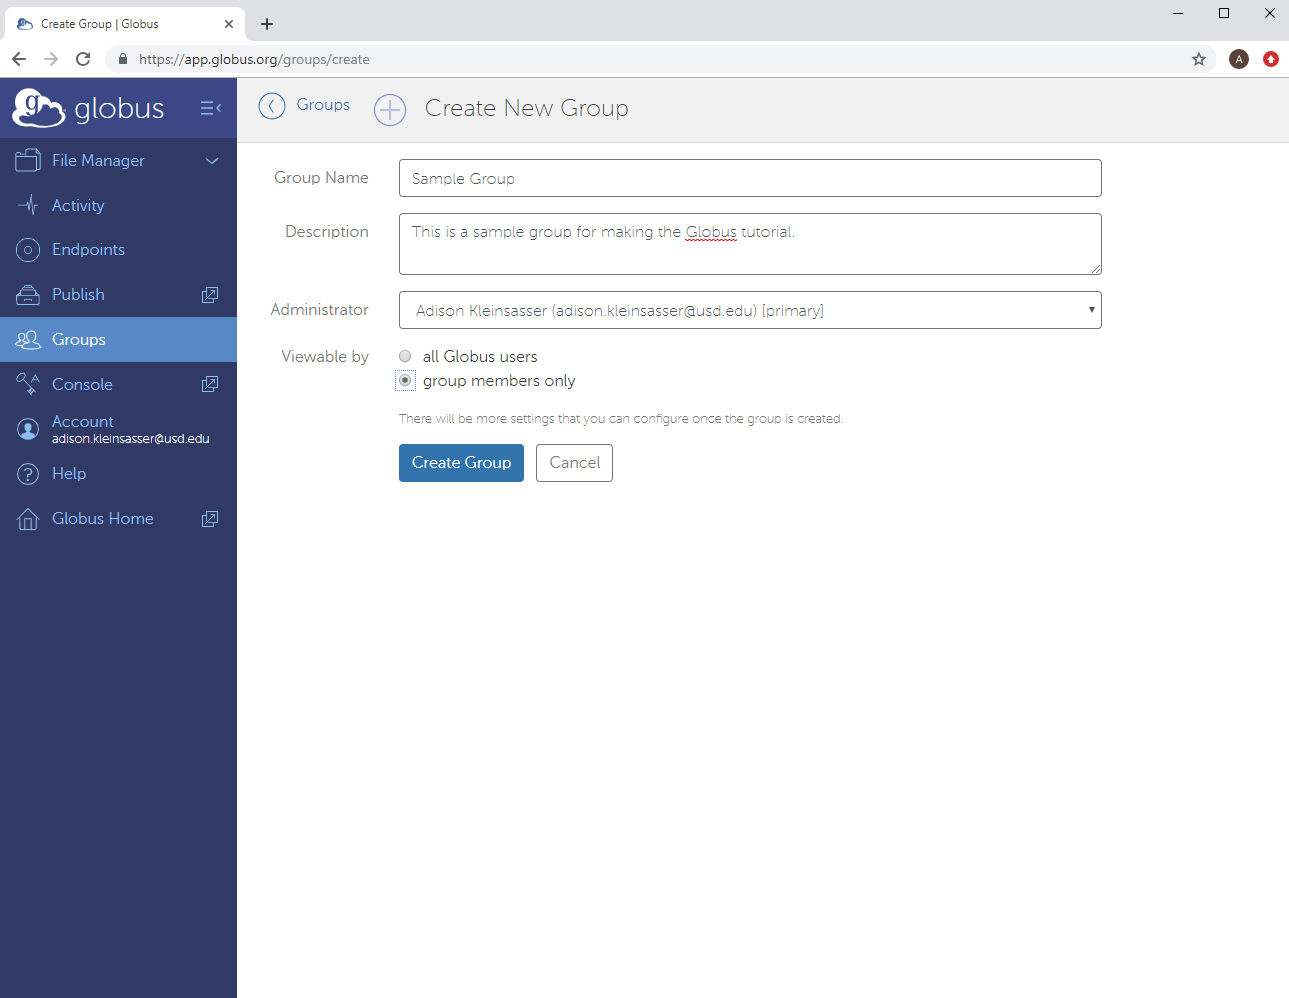 Create Group | Globus
https://app.globus.org/groups/create
A
globus
Groups
Create New Group
File Manager
Activity
Endpoints
Publish
Groups
Console
Account
adison.kleinsasser@usd.edu
Help
Globus Home
Group Name
Sample Group
Description
This is a sample group for making the Globus tutorial.
Administrator
Adison Kleinsasser (adison.kleinsasser@usd.edu) [primary]
Viewable by
all Globus users
group members only
There will be more settings that you can configure once the group is created.
Create Group
Cancel